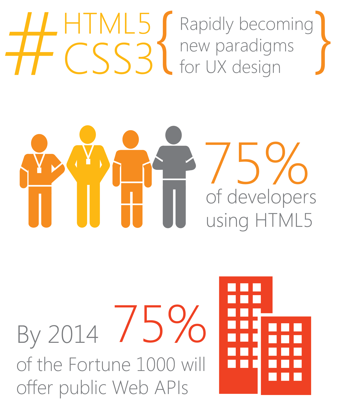 # HTML5
CSS3
{ Rapidly becoming
new paradigms
for UX design }
75%
of developers
using HTML5
By 2014 75%
of the Fortune 1000 will
offer public Web APIs